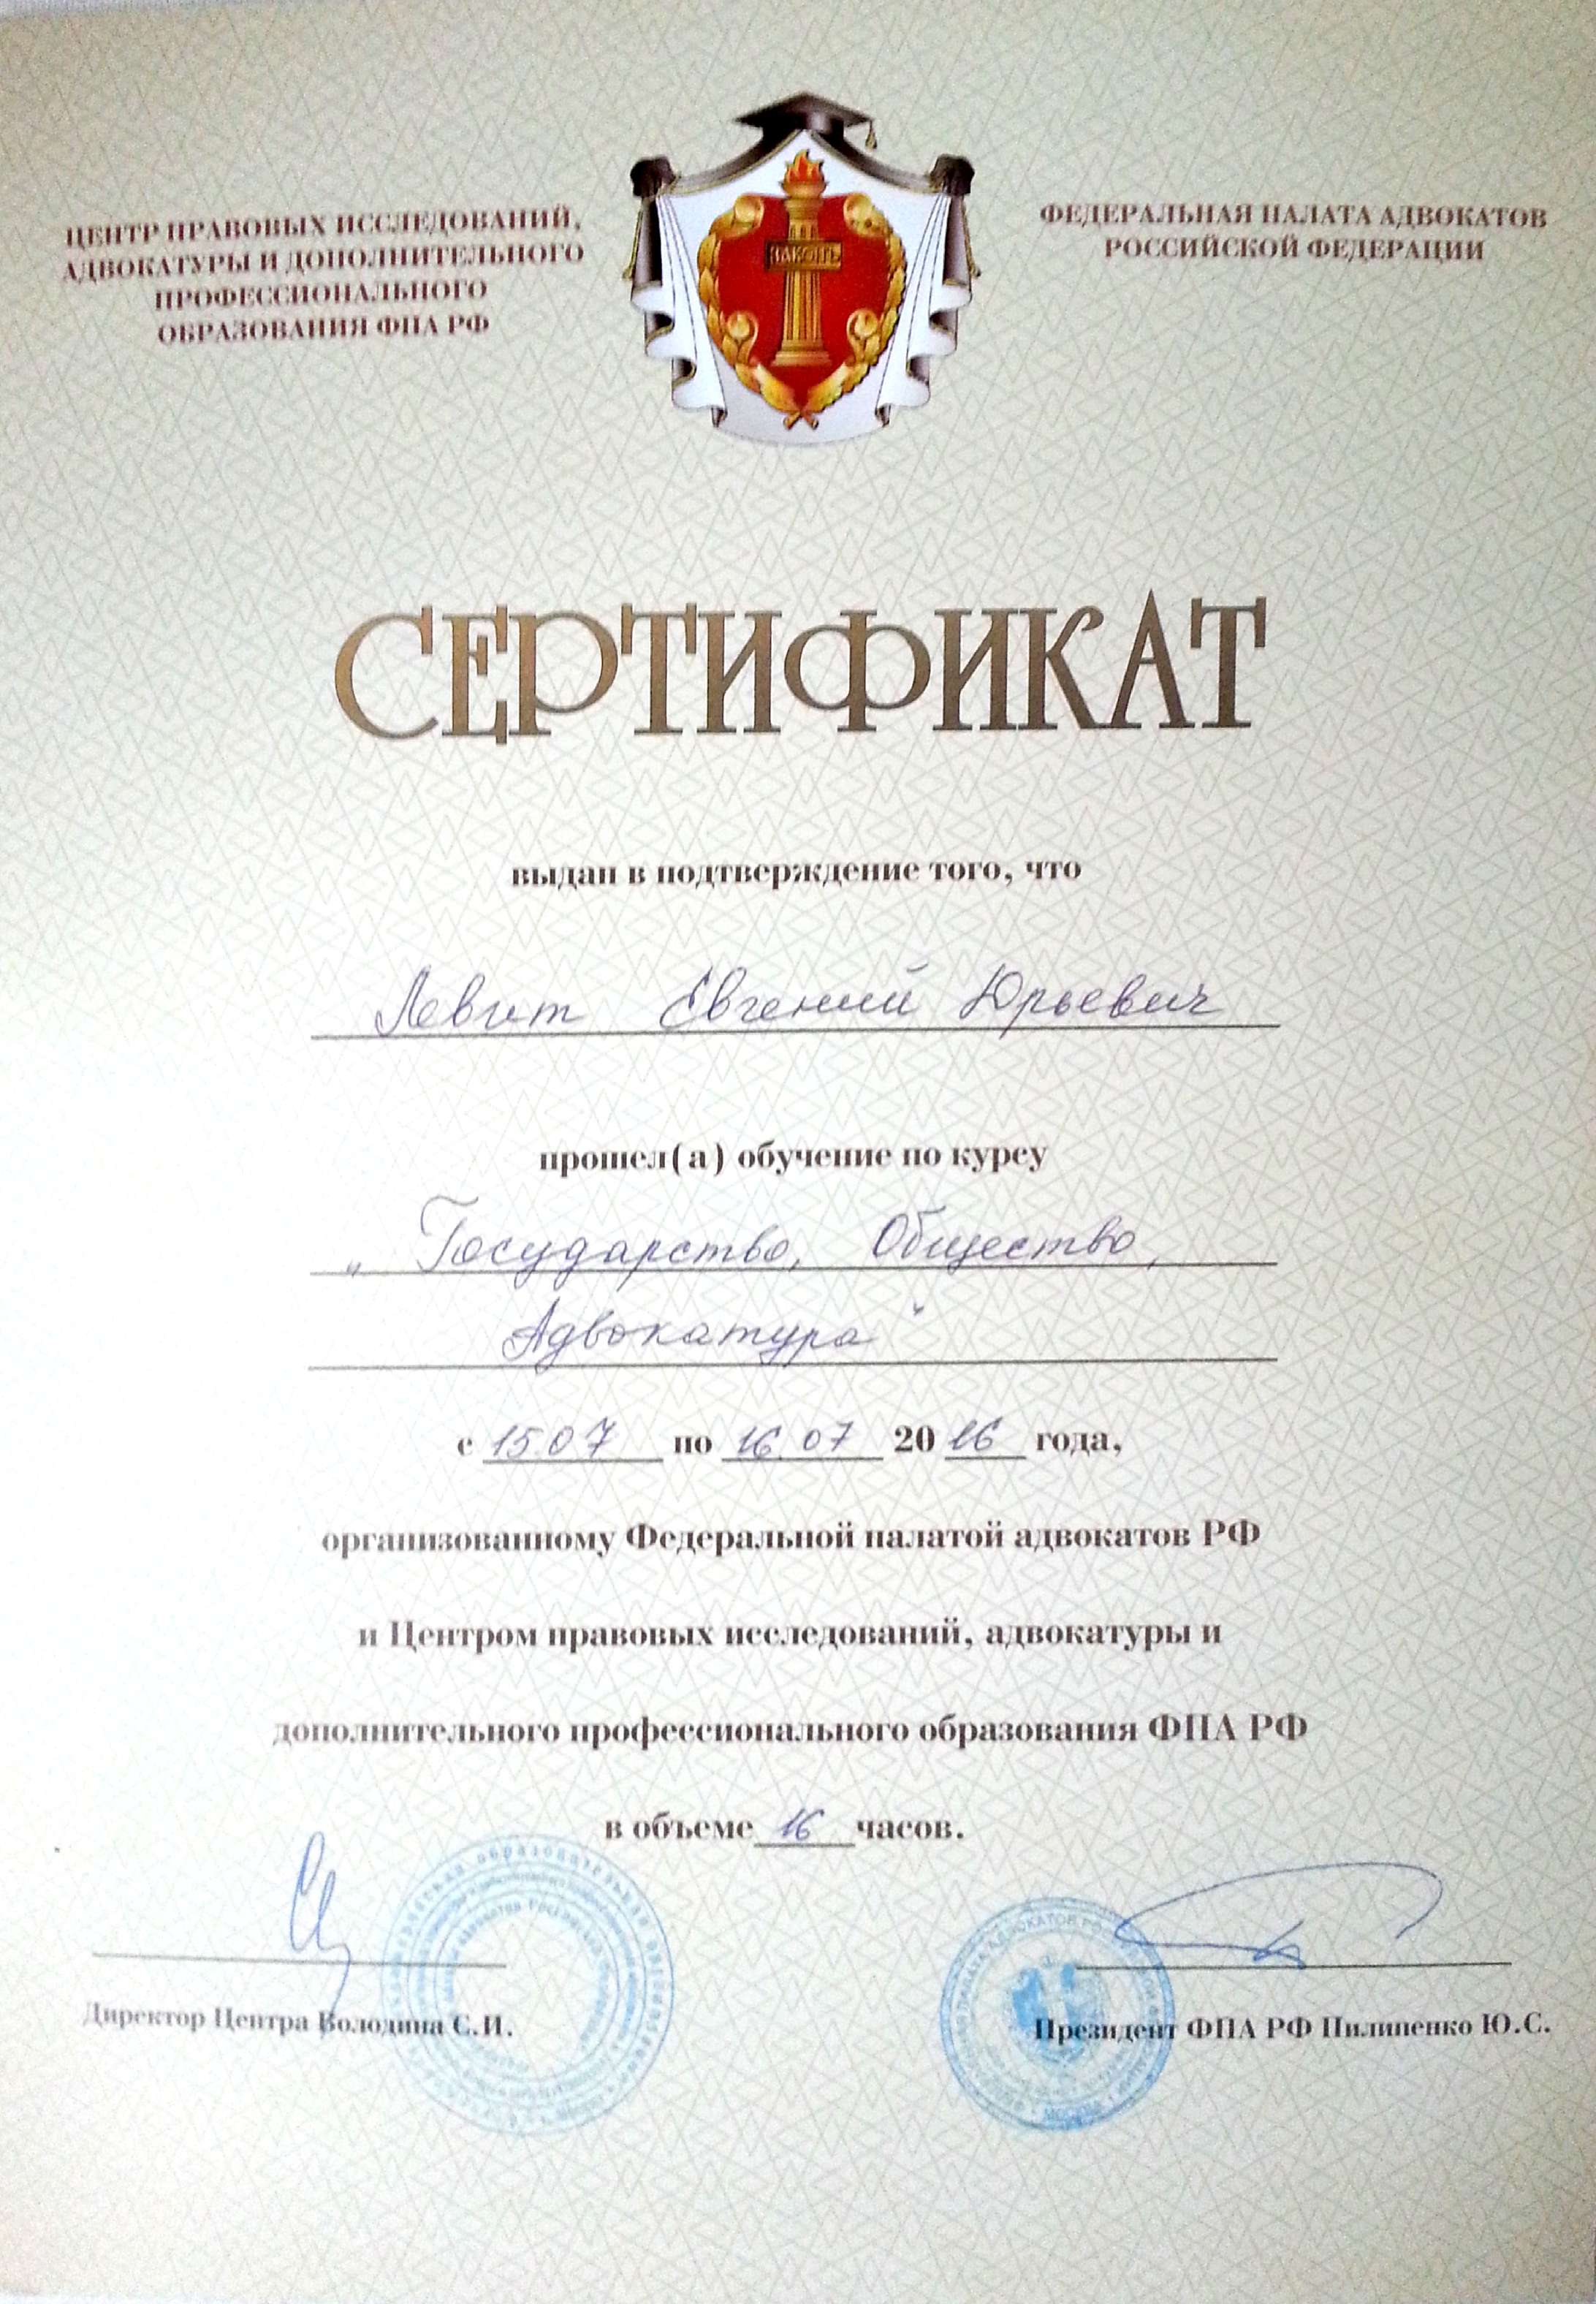 ЦЕНТР ПРАВОВЫХ ИССЛЕДОВАНИЙ,
АДВОКАТУРЫ И ДОПОЛНИТЕЛЬНОГО
ПРОФЕССИОНАЛЬНОГО
ОБРАЗОВАНИЯ ФПА РФ
ЗАКОНЪ
ФЕДЕРАЛЬНАЯ ПАЛАТА АДВОКАТОВ
РОССИЙСКОЙ ФЕДЕРАЦИИ
СЕРТИФИКАТ
выдан в подтверждение того, что
Левит Евгений Юрьевич
прошел(а) обучение по курсу
„Государство, Общество,
Адвокатура"
с 15.07 по 16.07 2016 года,
организованному Федеральной палатой адвокатов РФ
и Центром правовых исследований, адвокатуры и
дополнительного профессионального образования ФПА РФ
в объеме 16 часов.
Директор Центра Володина С.И.
Президент ФПА РФ Пилипенко Ю.С.